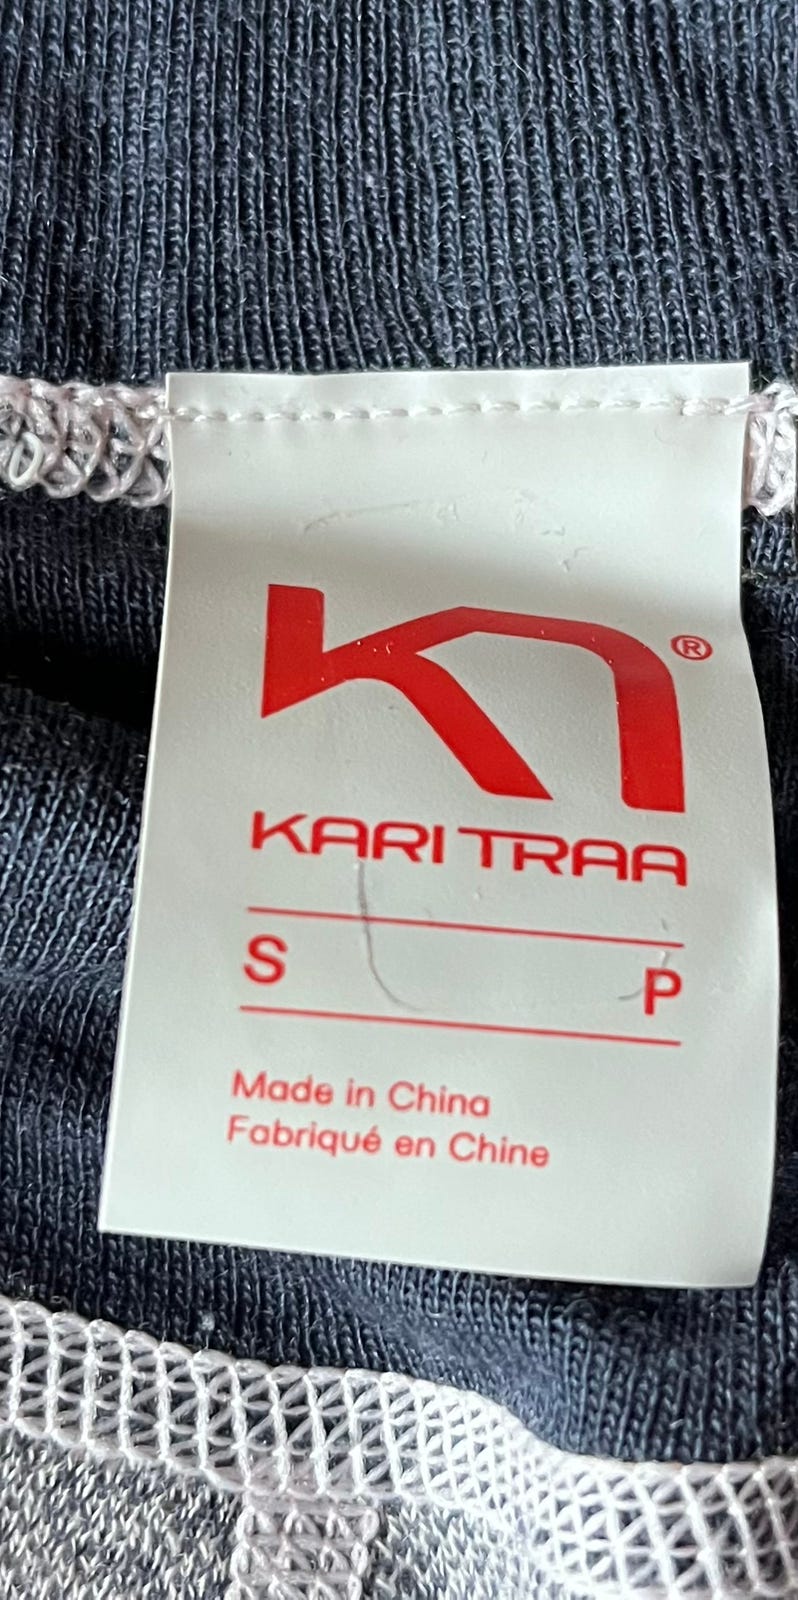 ®
KARI TRAA
S P
Made in China
Fabriqué en Chine